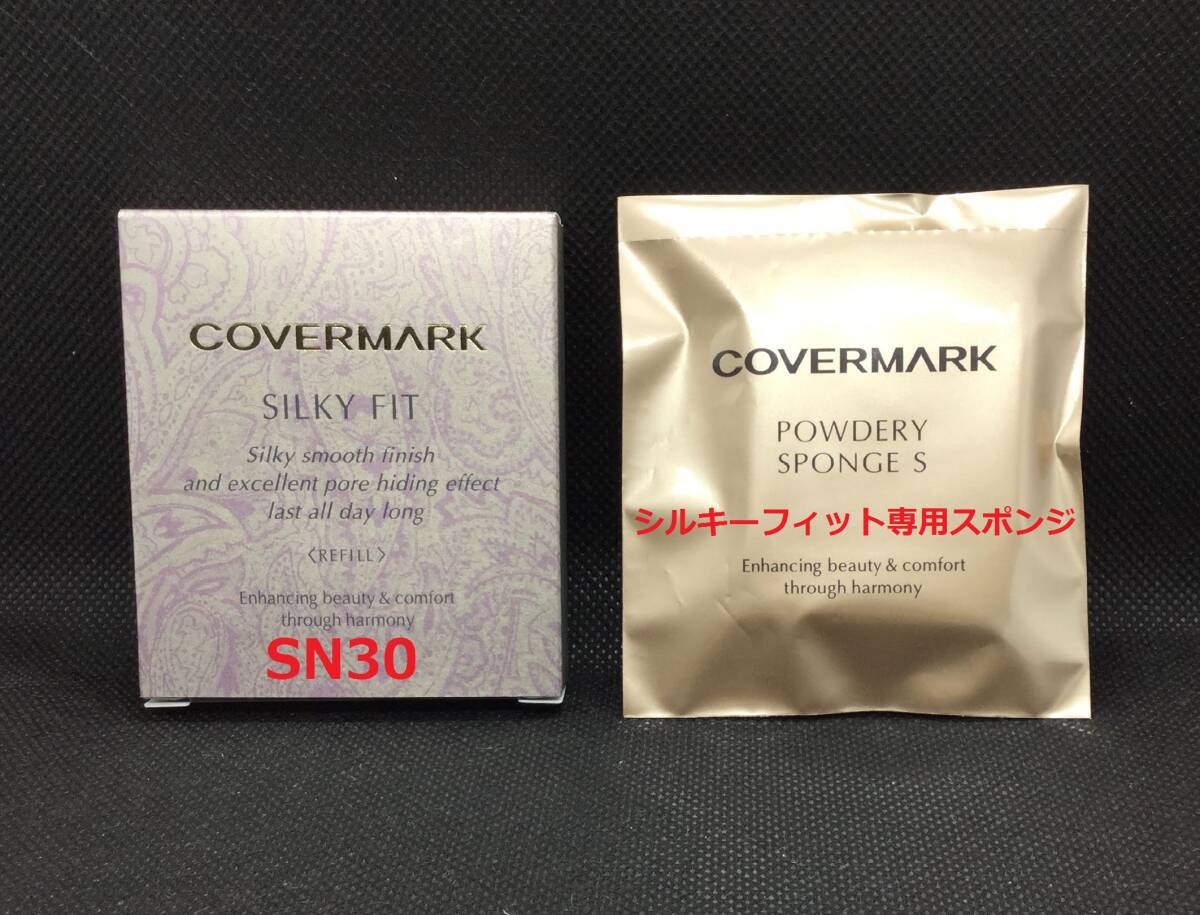 COVERMARK
SILKY FIT
Silky smooth finish
and excellent pore hiding effect
last all day long
〈REFILL〉
Enhancing beauty & comfort
through harmony
SN30
COVERMARK
POWDERY
SPONGE S
シルキーフィット専用スポンジ
Enhancing beauty & comfort
through harmony